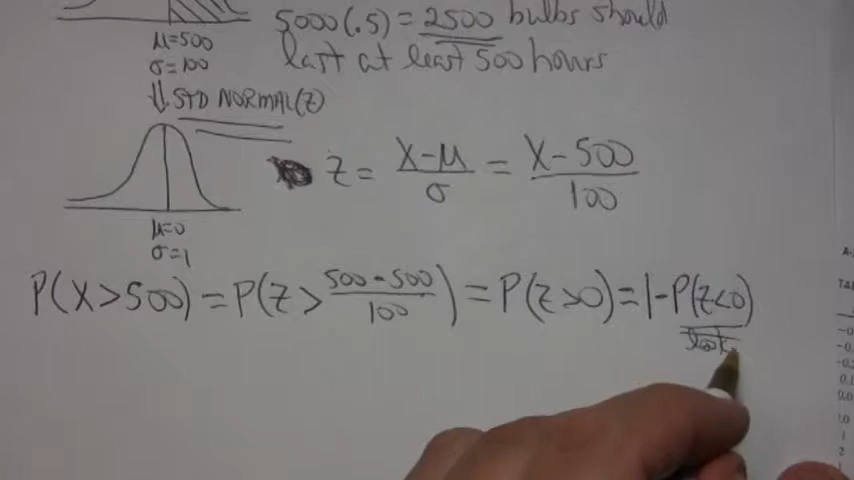 5000(.5) = 2500 bulbs should
last at least 500 hours
μ=500
σ=100
STD NORMAL(Z)
Z = X-μ/σ = X-500/100
μ=0
σ=1
P(X>500) = P(Z > 500-500/100) = P(Z>0) = 1-P(Z<0)